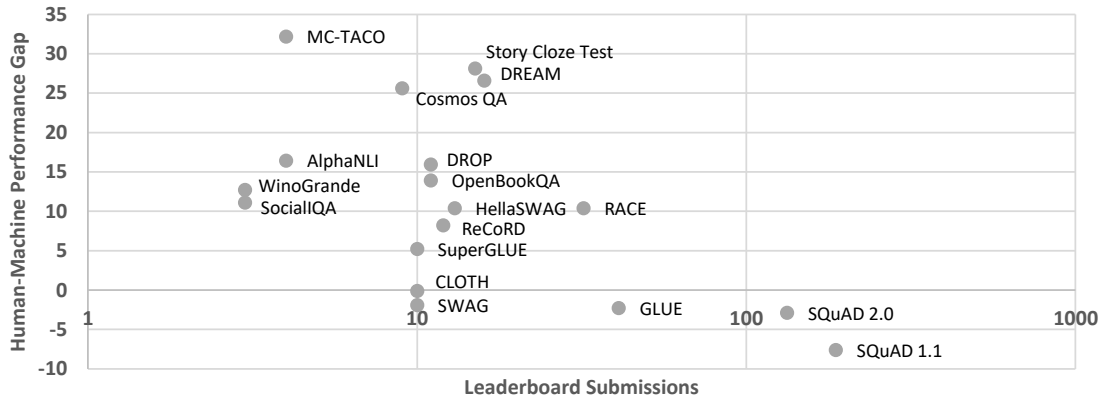 Human-Machine Performance Gap
35
30
25
20
15
10
5
0
-5
-10
MC-TACO
Story Cloze Test
DREAM
Cosmos QA
AlphaNLI
DROP
WinoGrande
OpenBookQA
SocialIQA
HellaSWAG
RACE
ReCoRD
SuperGLUE
CLOTH
SWAG
GLUE
SQuAD 2.0
SQuAD 1.1
1
10
100
1000
Leaderboard Submissions